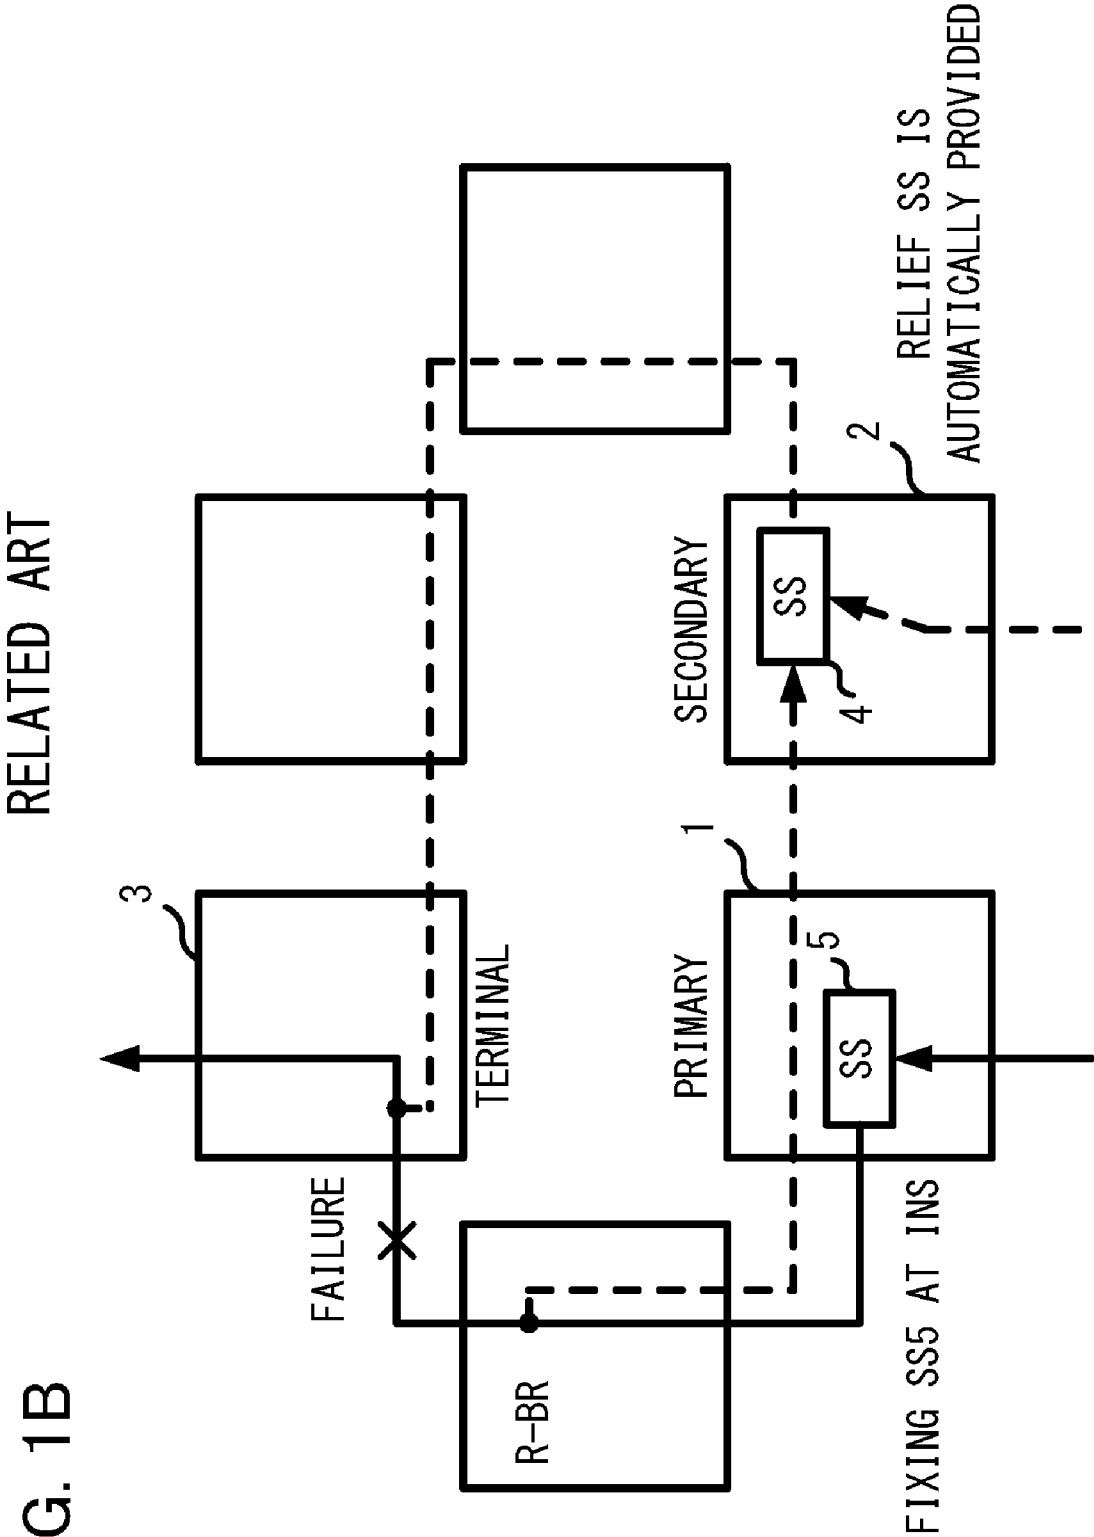 G. 1B
RELATED ART
FAILURE
3
TERMINAL
R-BR
PRIMARY
1
SECONDARY
2
SS
4
SS
5
FIXING SS5 AT INS
RELIEF SS IS
AUTOMATICALLY PROVIDED